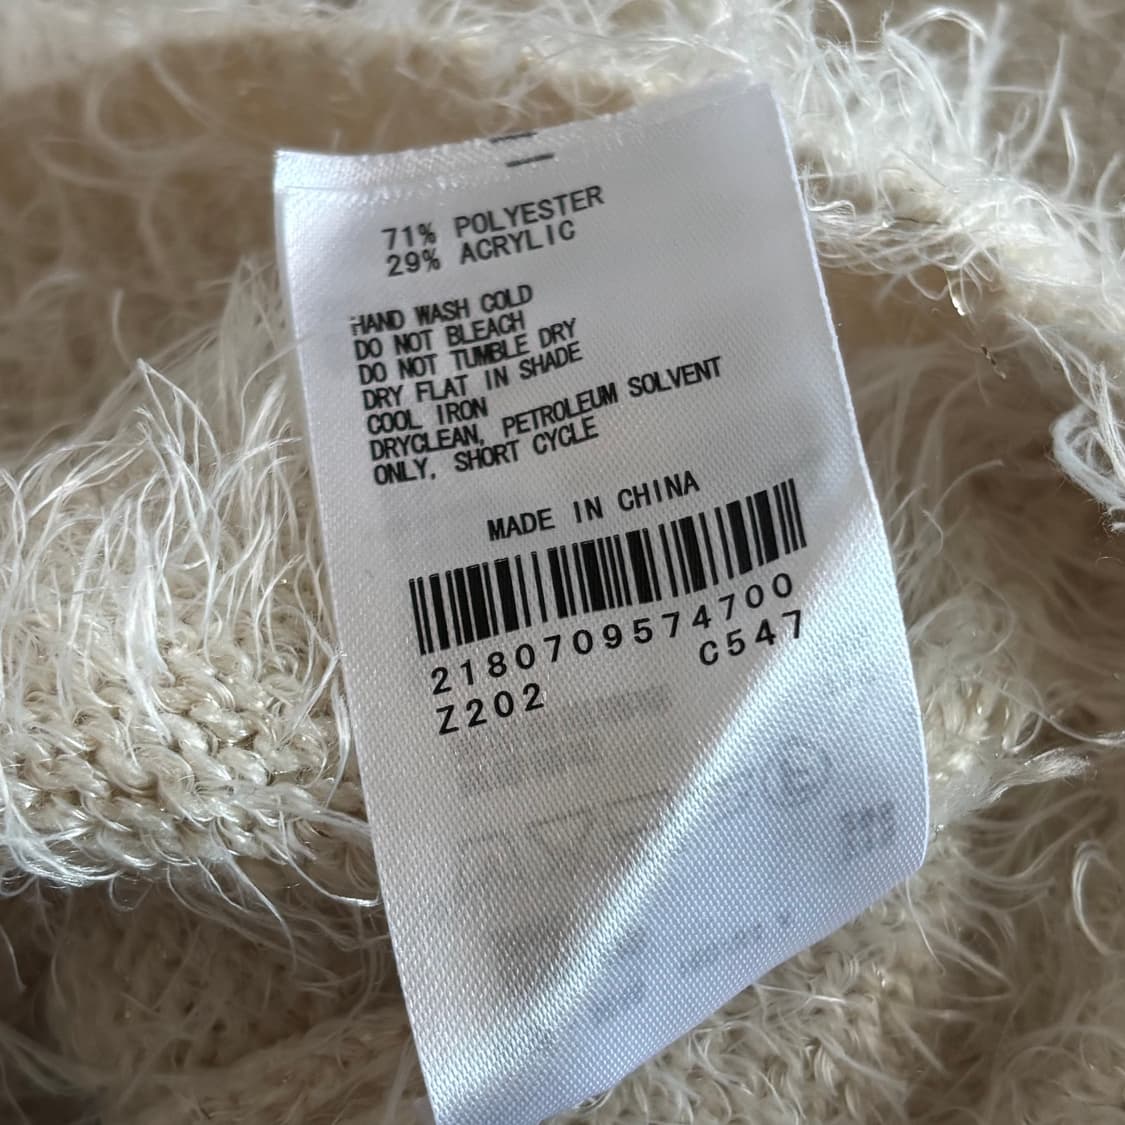 71% POLYESTER
29% ACRYLIC
HAND WASH COLD
DO NOT BLEACH
DO NOT TUMBLE DRY
DRY FLAT IN SHADE
COOL IRON
DRYCLEAN, PETROLEUM SOLVENT
ONLY, SHORT CYCLE
MADE IN CHINA
2180709574700
C547
Z202